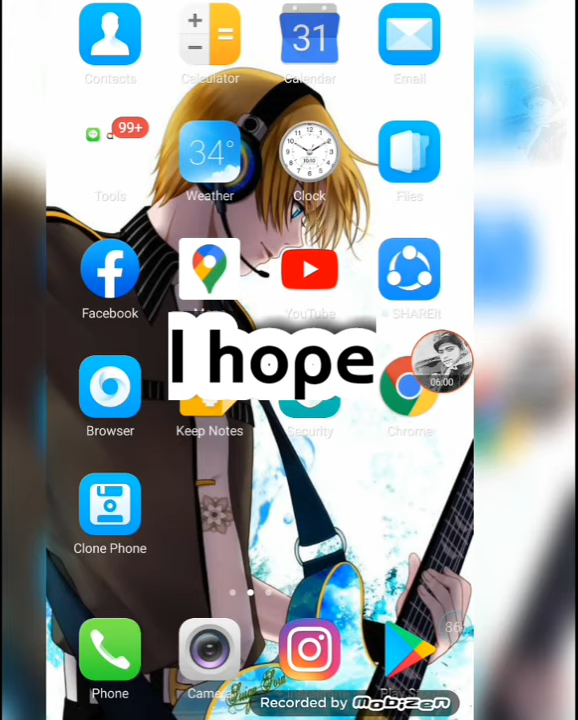 31
Contacts Calculator Calendar Email
99+
34°
Tools Weather Clock Files
Facebook YouTube SHAREit
I hope
06:00
Browser Keep Notes Security Chrome
Clone Phone
86
Phone Camera
Recorded by mobizen